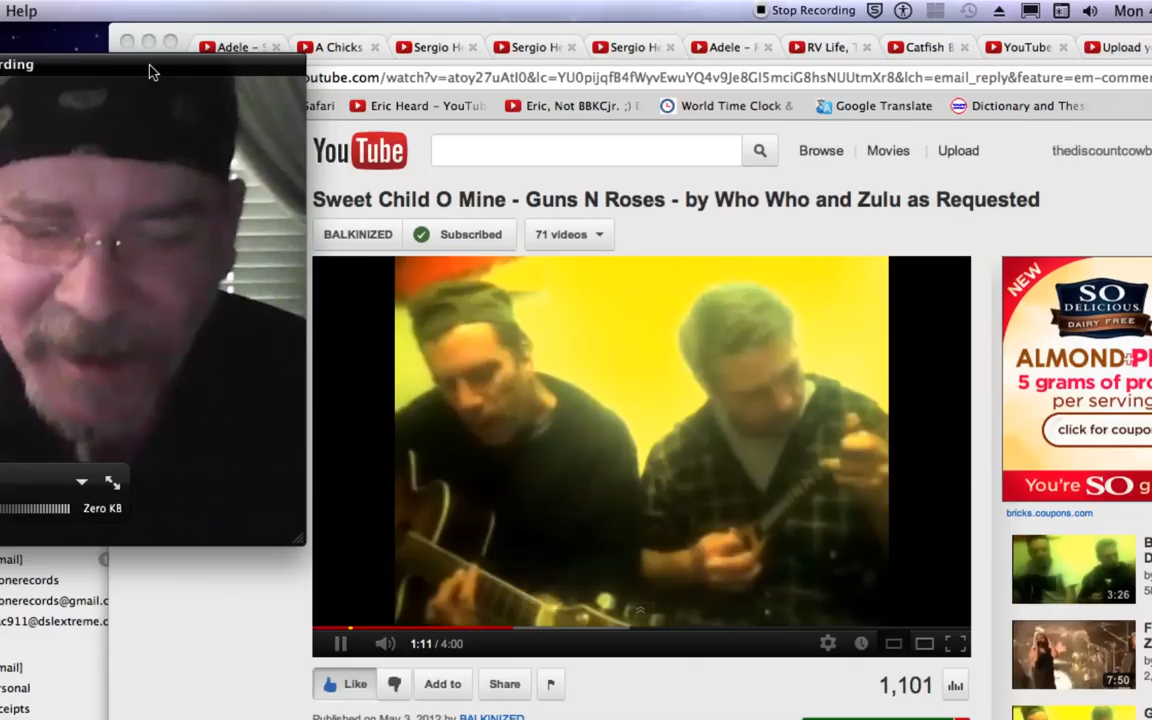 Help
Stop Recording
Mon 4
Adele - S
A Chicks
Sergio H
Sergio H
Sergio H
Adele - F
RV Life, T
Catfish B
YouTube
Upload y
rding
outube.com/watch?v=atoy27uAtI0&lc=YU0pijqfB4fWyvEwuYQ4v9Je8GI5mciG8hsNUUtmXr8&lch=email_reply&feature=em-comme
afari
Eric Heard - YouTub
Eric, Not BBKCjr. ;) E
World Time Clock &
Google Translate
Dictionary and Thes
YouTube
Browse
Movies
Upload
thediscountcowb
Sweet Child O Mine - Guns N Roses - by Who Who and Zulu as Requested
BALKINIZED
Subscribed
71 videos
NEW
SO
DELICIOUS
DAIRY FREE
ALMOND+P
5 grams of pro
per serving
click for coupo
You're SO g
bricks.coupons.com
Zero KB
mail]
onerecords
onerecords@gmail.c
ac911@dslextreme.c
mail]
rsonal
ceipts
3:26
7:50
1:11 / 4:00
Like
Add to
Share
1,101
Published on May 3, 2012 by BALKINIZED